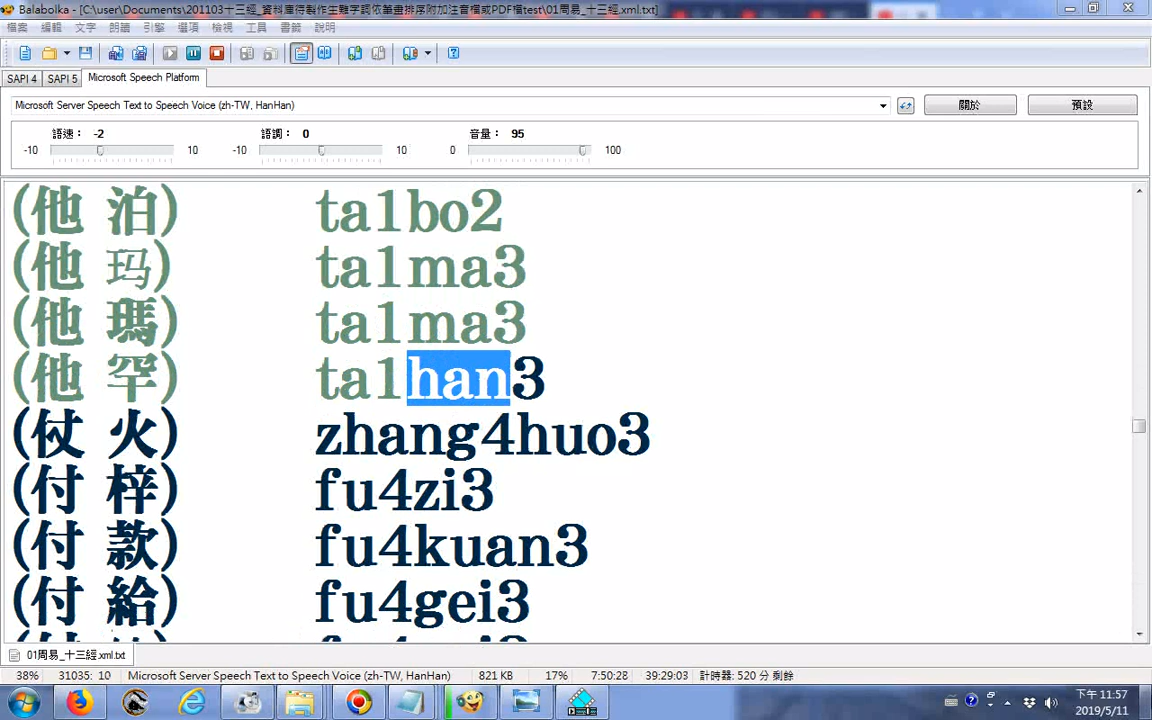 Balabolka - [C:\user\Documents\201103十三經_資料庫待製作生難字詞依筆畫排序附加注音檔或PDF檔test\01周易_十三經.xml.txt]
檔案 編輯 文字 朗讀 引擎 選項 檢視 工具 書籤 說明
SAPI 4 SAPI 5 Microsoft Speech Platform
Microsoft Server Speech Text to Speech Voice (zh-TW, HanHan) 關於 預設
語速： -2 語調： 0 音量： 95
-10 10 -10 10 0 100
(他 泊) ta1bo2
(他 玛) ta1ma3
(他 瑪) ta1ma3
(他 罕) ta1han3
(仗 火) zhang4huo3
(付 梓) fu4zi3
(付 款) fu4kuan3
(付 給) fu4gei3
01周易_十三經.xml.txt
38% 31035: 10 Microsoft Server Speech Text to Speech Voice (zh-TW, HanHan) 821 KB 17% 7:50:28 39:29:03 計時器: 520 分 剩餘
下午 11:57
2019/5/11